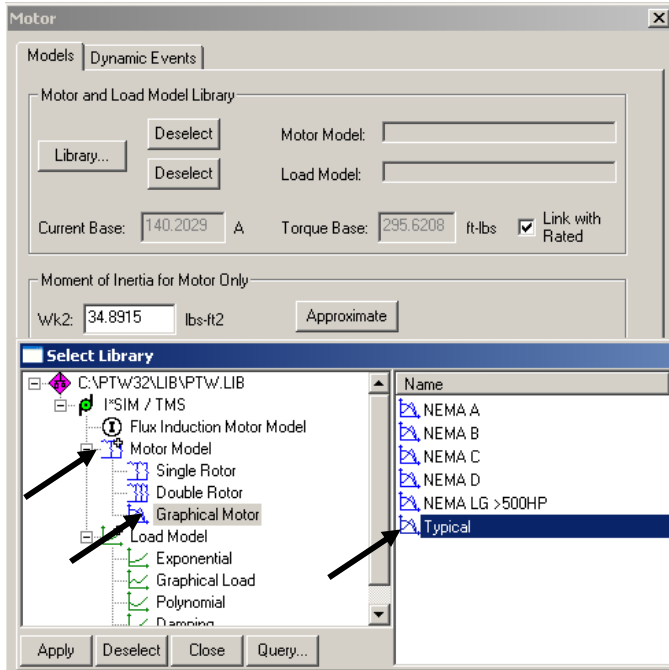 Motor
Models Dynamic Events
Motor and Load Model Library
Library...
Deselect
Motor Model:
Deselect
Load Model:
Current Base: 140.2029 A Torque Base: 295.6208 ft-lbs Link with Rated
Moment of Inertia for Motor Only
Wk2: 34.8915 lbs-ft2 Approximate
Select Library
C:\PTW32\LIB\PTW.LIB
I*SIM / TMS
Flux Induction Motor Model
Motor Model
Single Rotor
Double Rotor
Graphical Motor
Load Model
Exponential
Graphical Load
Polynomial
Damping
Name
NEMA A
NEMA B
NEMA C
NEMA D
NEMA LG >500HP
Typical
Apply Deselect Close Query...